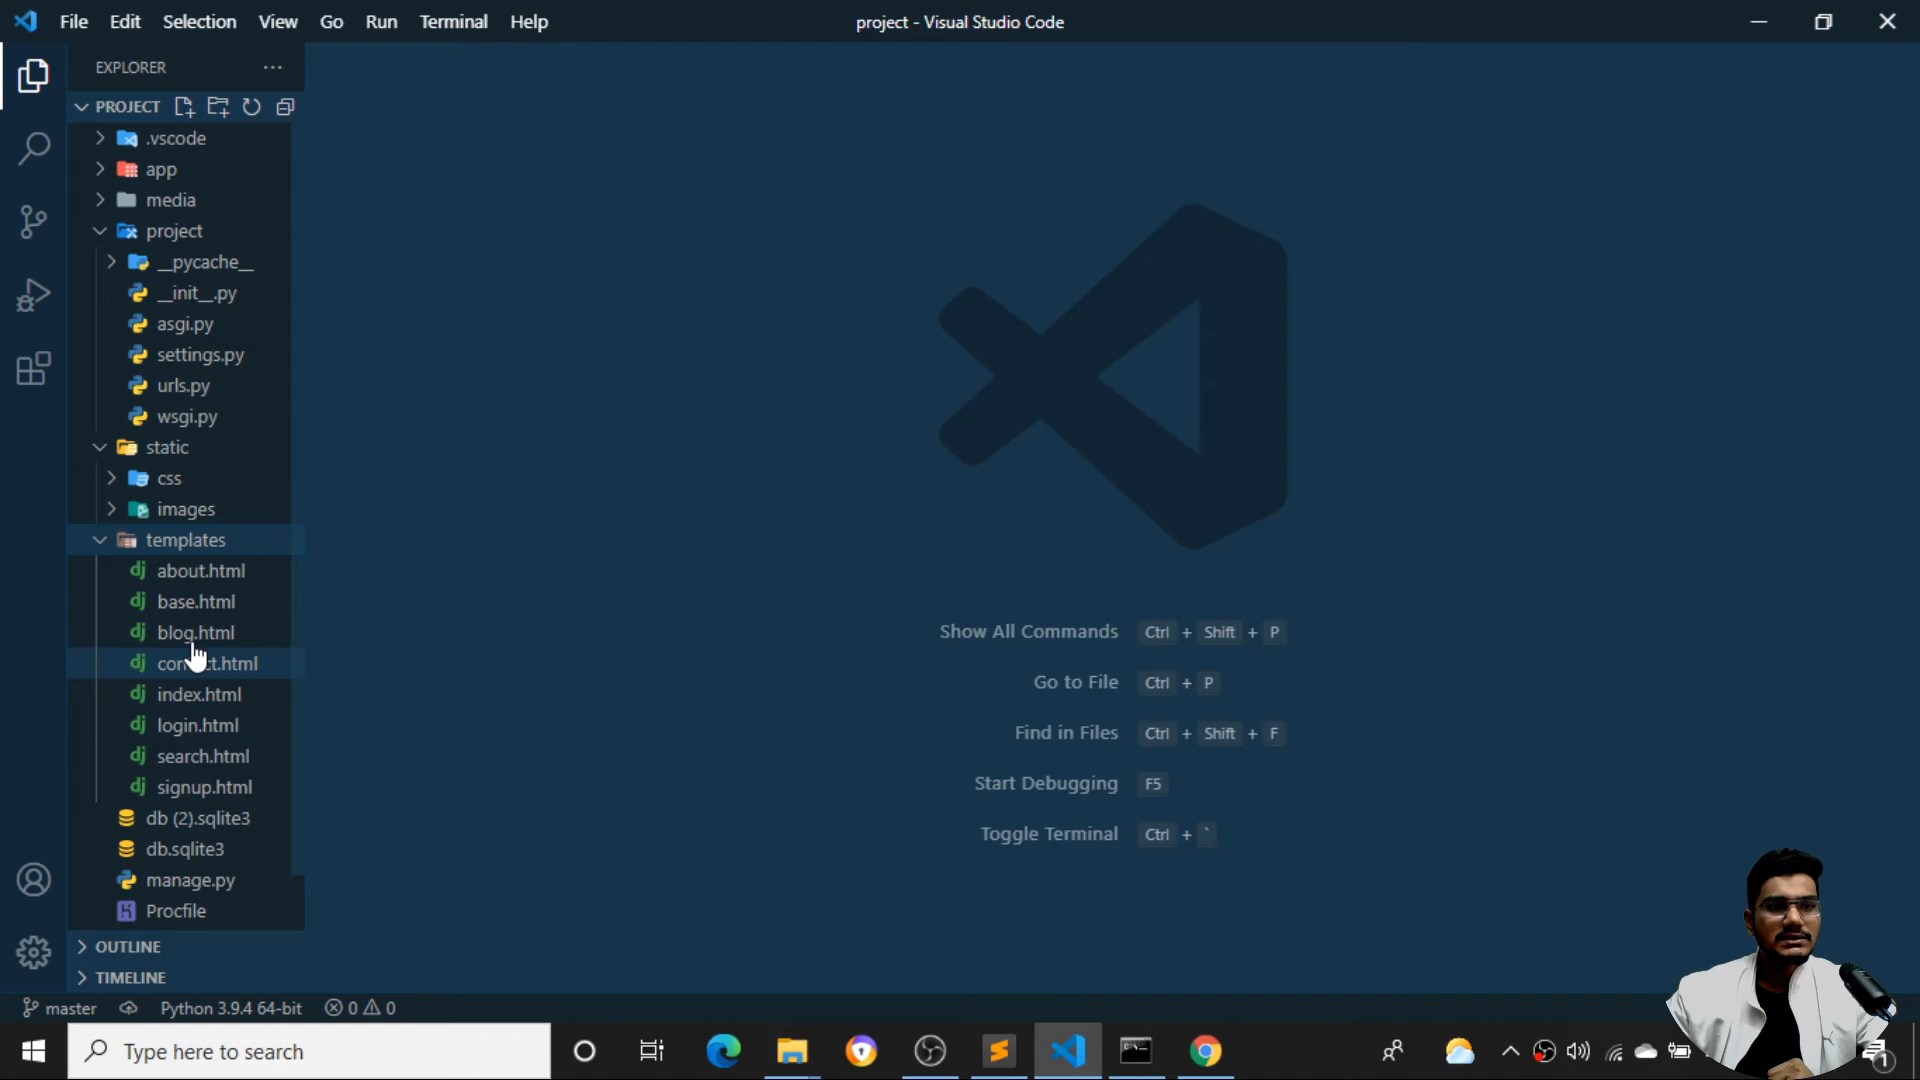 File Edit Selection View Go Run Terminal Help
project - Visual Studio Code
EXPLORER
PROJECT
.vscode
app
media
project
__pycache__
__init__.py
asgi.py
settings.py
urls.py
wsgi.py
static
css
images
templates
about.html
base.html
blog.html
index.html
login.html
search.html
signup.html
db (2).sqlite3
db.sqlite3
manage.py
Procfile
OUTLINE
TIMELINE
Show All Commands Ctrl + Shift + P
Go to File Ctrl + P
Find in Files Ctrl + Shift + F
Start Debugging F5
Toggle Terminal Ctrl + `
master Python 3.9.4 64-bit 0 0
Type here to search
1